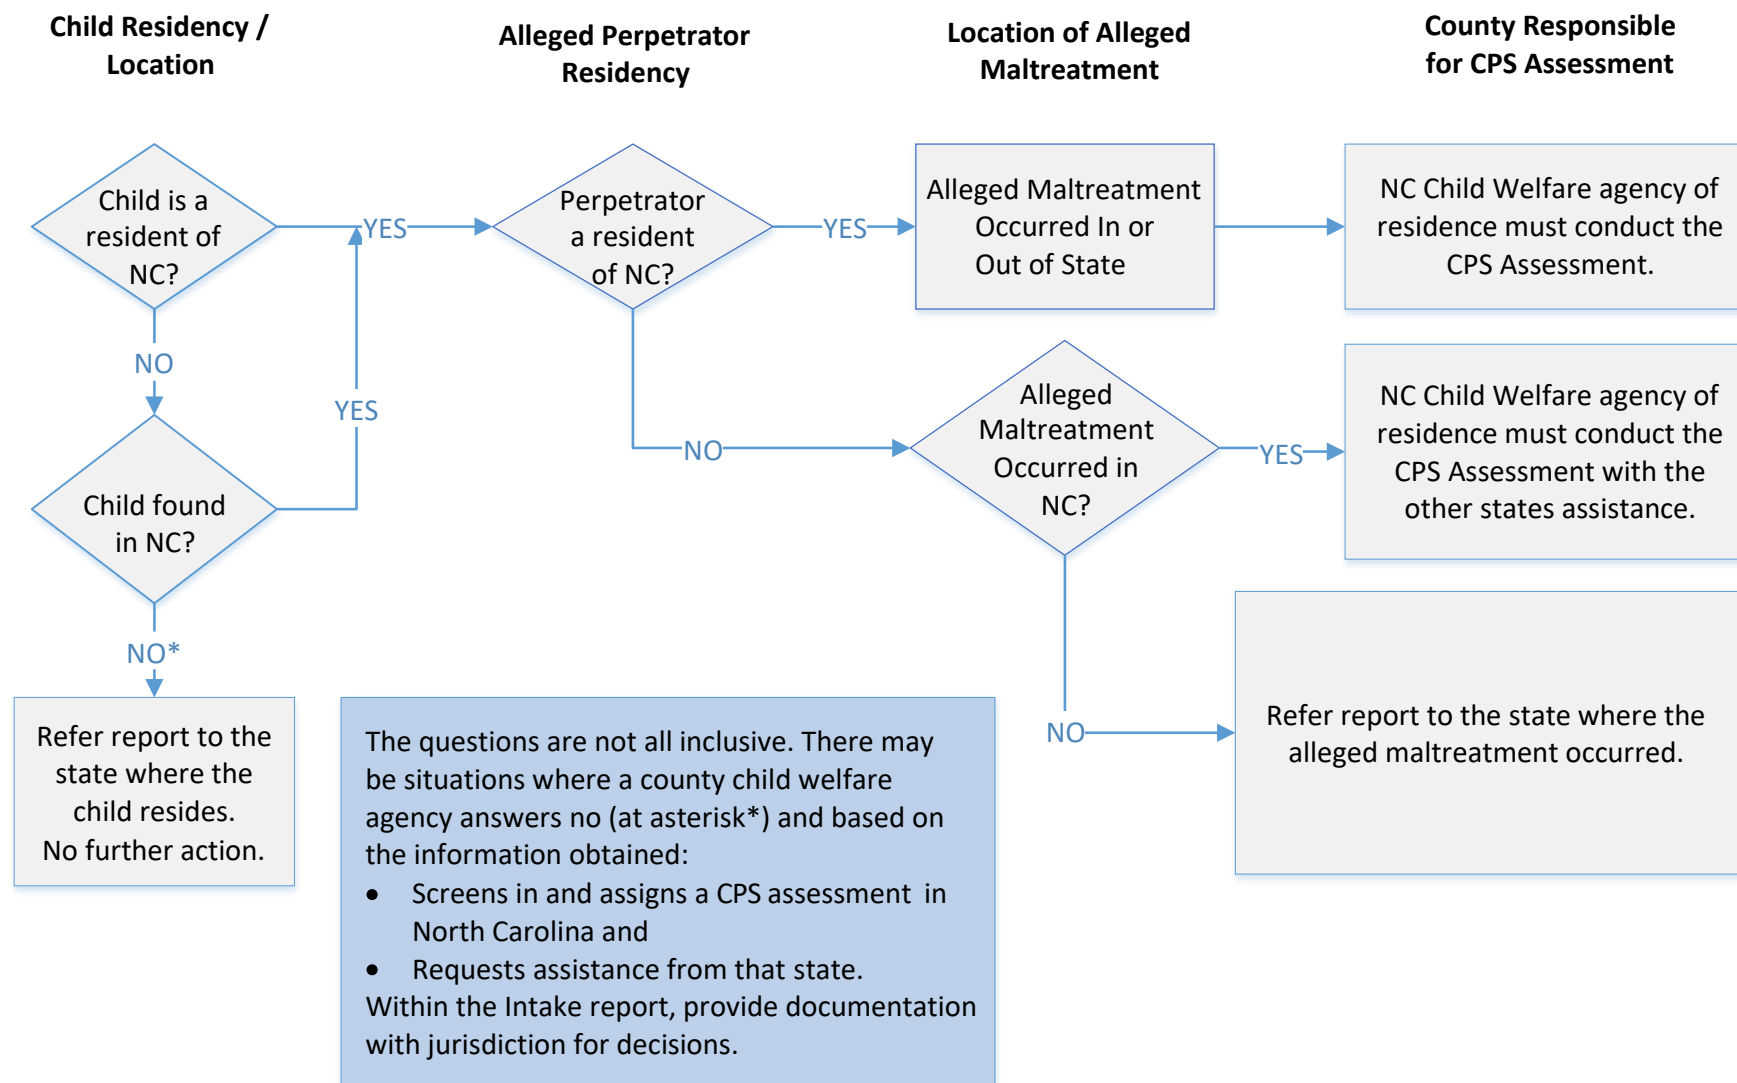 Child Residency /
Location
Alleged Perpetrator
Residency
Location of Alleged
Maltreatment
County Responsible
for CPS Assessment
Child is a
resident of
NC?
YES
Perpetrator
a resident
of NC?
YES
Alleged Maltreatment
Occurred In or
Out of State
NC Child Welfare agency of
residence must conduct the
CPS Assessment.
NO
YES
Child found
in NC?
NO
Alleged
Maltreatment
Occurred in
NC?
YES
NC Child Welfare agency of
residence must conduct the
CPS Assessment with the
other states assistance.
NO*
Refer report to the
state where the
child resides.
No further action.
NO
Refer report to the state where the
alleged maltreatment occurred.
The questions are not all inclusive. There may
be situations where a county child welfare
agency answers no (at asterisk*) and based on
the information obtained:
• Screens in and assigns a CPS assessment in
North Carolina and
• Requests assistance from that state.
Within the Intake report, provide documentation
with jurisdiction for decisions.